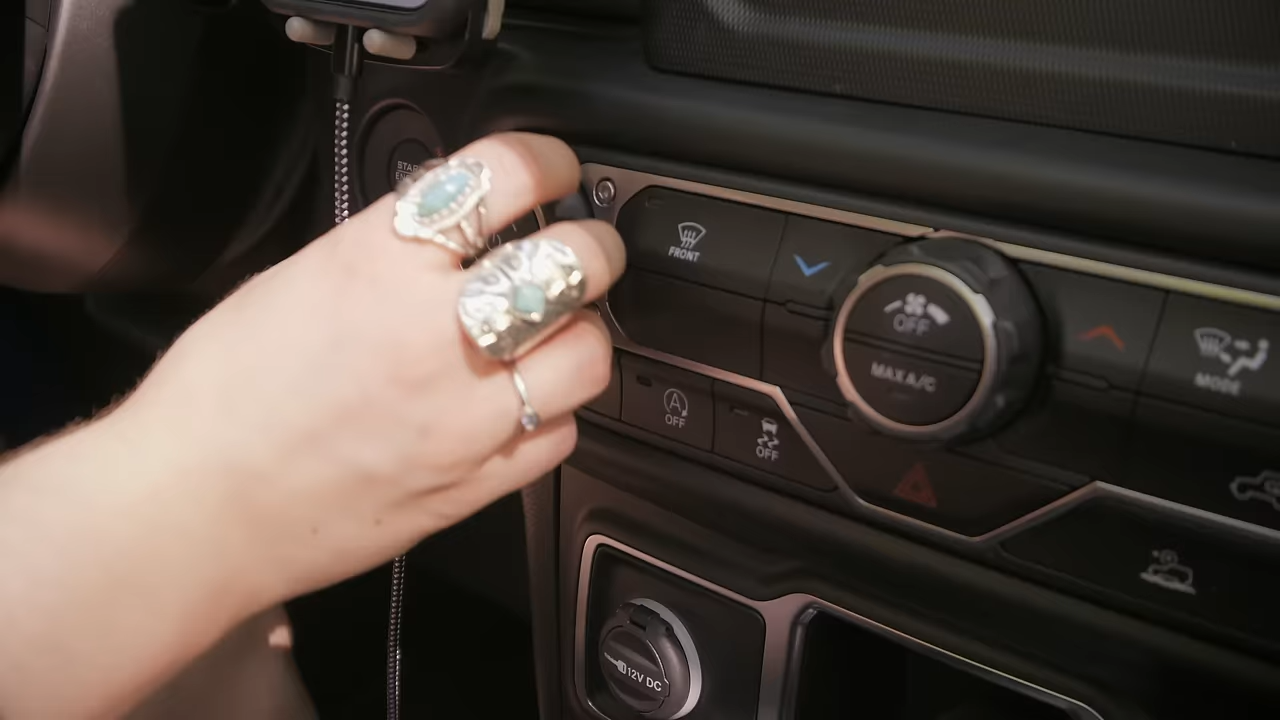 FRONT
OFF
MAX A/C
MODE
A
OFF
OFF
12V DC